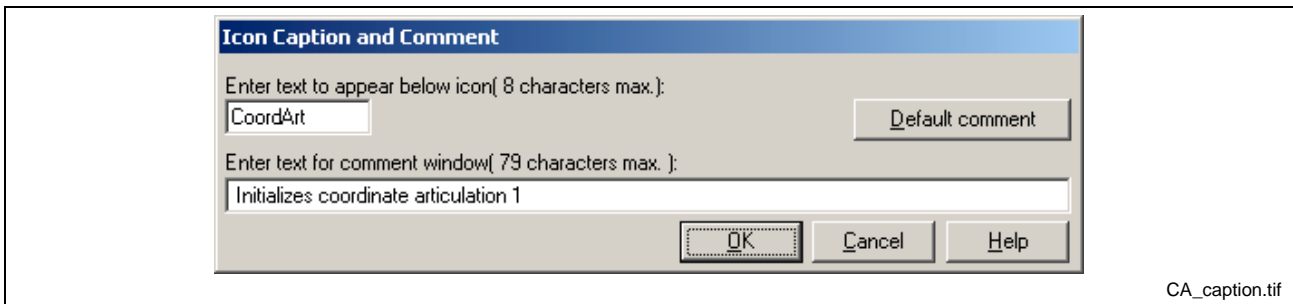 Icon Caption and Comment
Enter text to appear below icon( 8 characters max.):
CoordArt
Default comment
Enter text for comment window( 79 characters max. ):
Initializes coordinate articulation 1
OK Cancel Help
CA_caption.tif